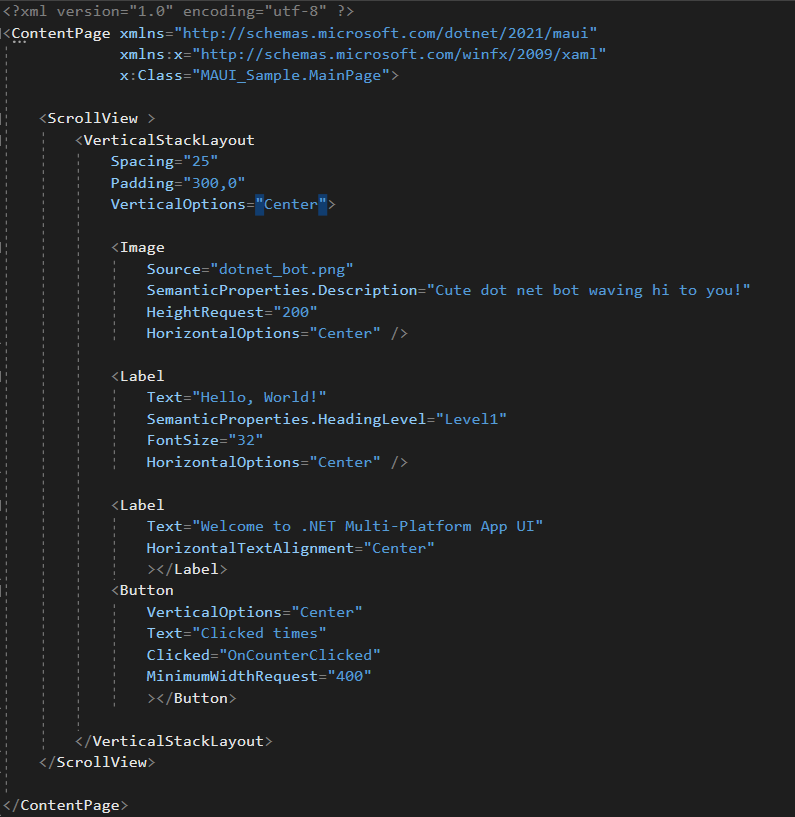 <?xml version="1.0" encoding="utf-8" ?>
<ContentPage xmlns="http://schemas.microsoft.com/dotnet/2021/maui"
             xmlns:x="http://schemas.microsoft.com/winfx/2009/xaml"
             x:Class="MAUI_Sample.MainPage">

    <ScrollView >
        <VerticalStackLayout
            Spacing="25"
            Padding="300,0"
            VerticalOptions="Center">

            <Image
                Source="dotnet_bot.png"
                SemanticProperties.Description="Cute dot net bot waving hi to you!"
                HeightRequest="200"
                HorizontalOptions="Center" />

            <Label
                Text="Hello, World!"
                SemanticProperties.HeadingLevel="Level1"
                FontSize="32"
                HorizontalOptions="Center" />

            <Label
                Text="Welcome to .NET Multi-Platform App UI"
                HorizontalTextAlignment="Center"
                ></Label>
            <Button
                VerticalOptions="Center"
                Text="Clicked times"
                Clicked="OnCounterClicked"
                MinimumWidthRequest="400"
                ></Button>

        </VerticalStackLayout>
    </ScrollView>

</ContentPage>